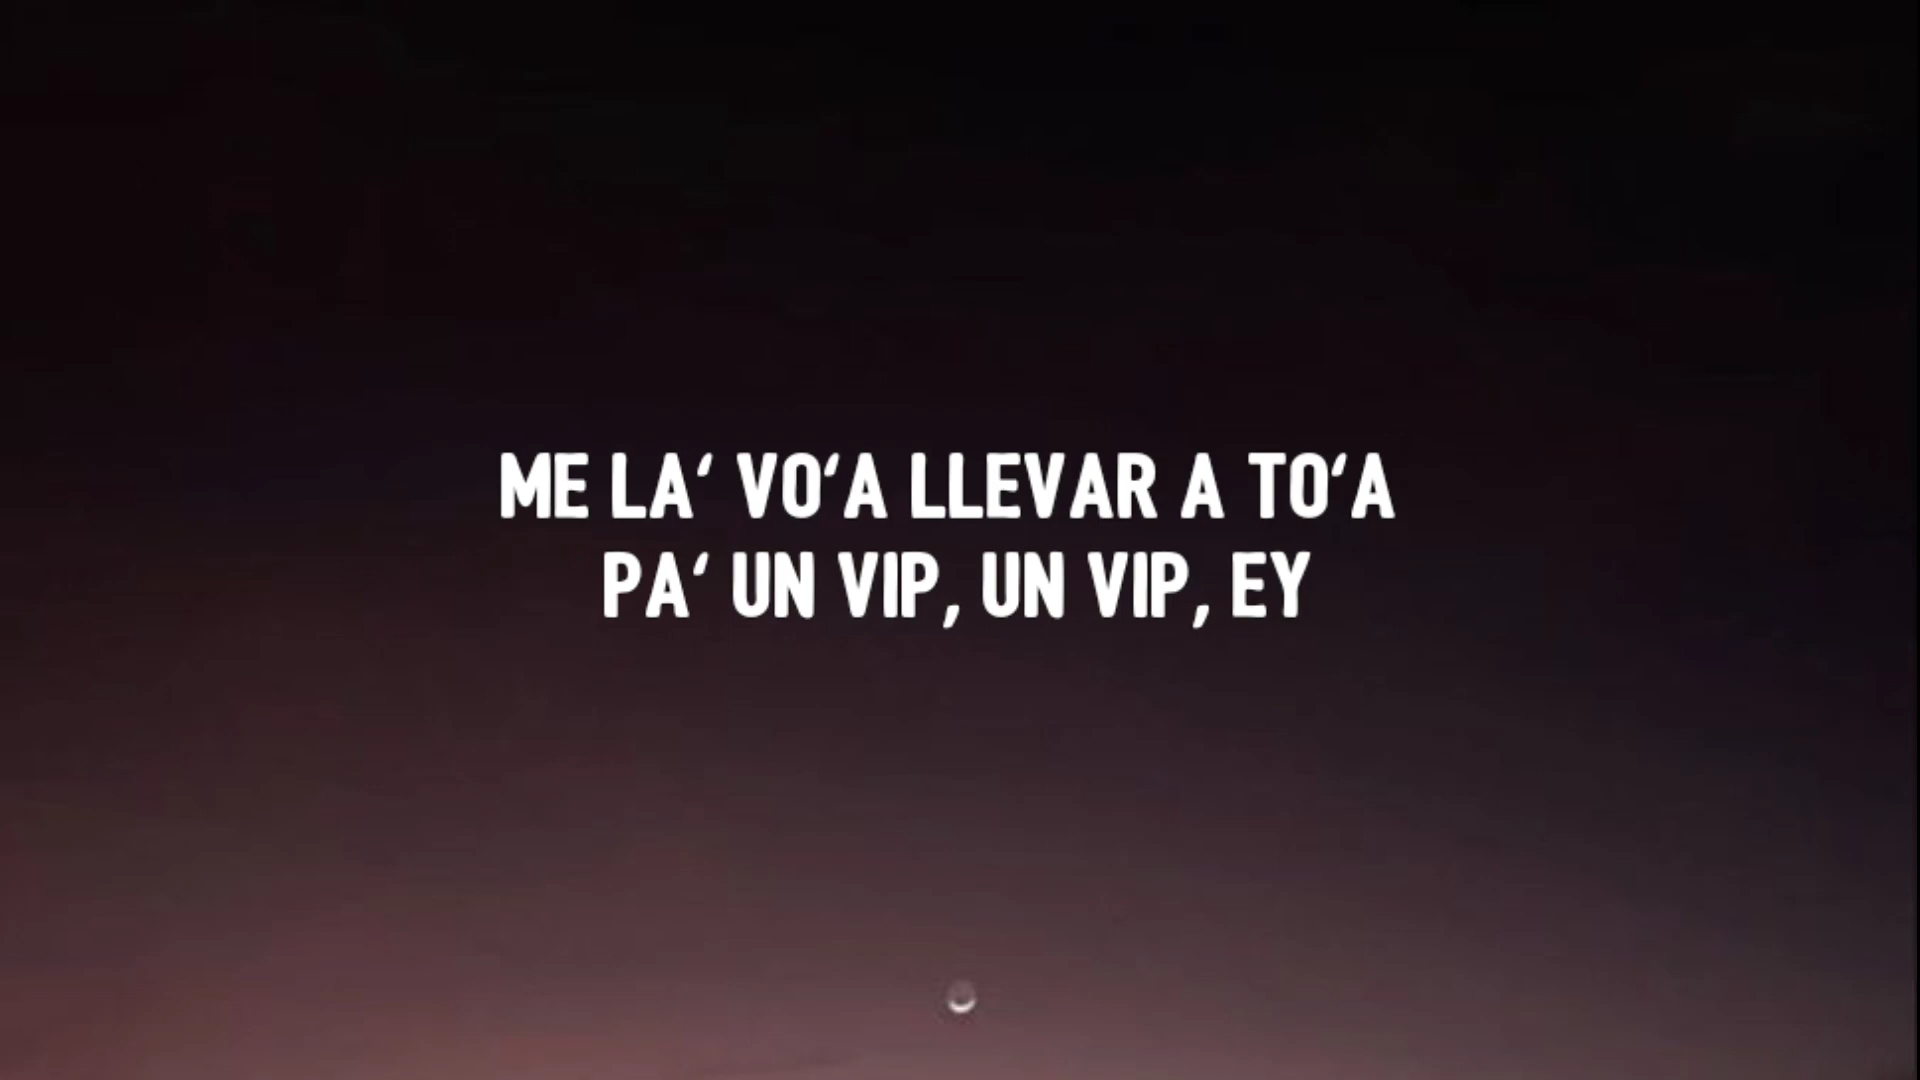 ME LA‘ VO‘A LLEVAR A TO‘A
PA‘ UN VIP, UN VIP, EY